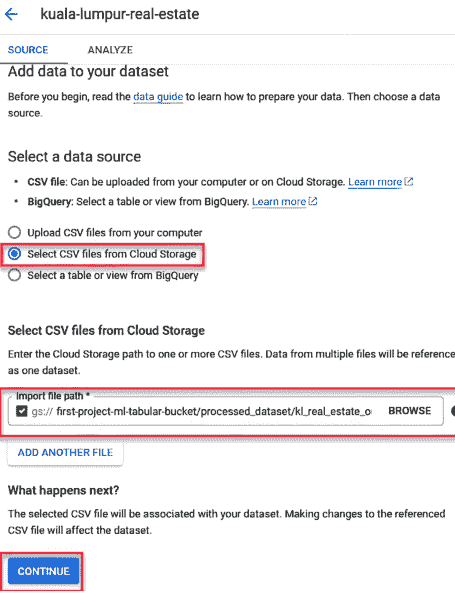 kuala-lumpur-real-estate
SOURCE ANALYZE
Add data to your dataset
Before you begin, read the data guide to learn how to prepare your data. Then choose a data
source.
Select a data source
• CSV file: Can be uploaded from your computer or on Cloud Storage. Learn more
• BigQuery: Select a table or view from BigQuery. Learn more
Upload CSV files from your computer
Select CSV files from Cloud Storage
Select a table or view from BigQuery
Select CSV files from Cloud Storage
Enter the Cloud Storage path to one or more CSV files. Data from multiple files will be reference
as one dataset.
Import file path *
gs:// first-project-ml-tabular-bucket/processed_dataset/kl_real_estate_o BROWSE
ADD ANOTHER FILE
What happens next?
The selected CSV file will be associated with your dataset. Making changes to the referenced
CSV file will affect the dataset.
CONTINUE